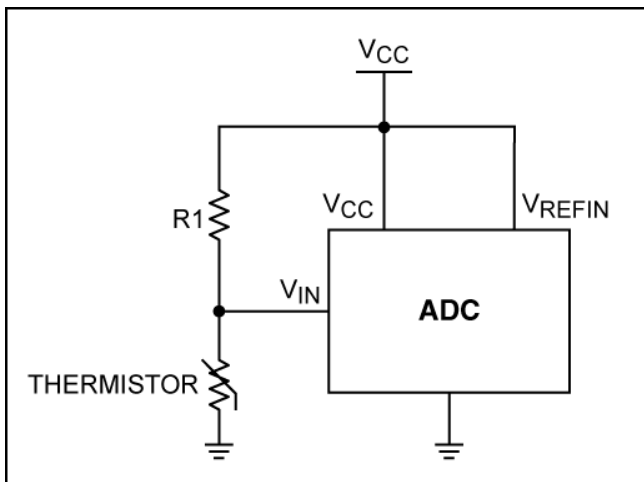 VCC
R1
VCC
VREFIN
VIN
ADC
THERMISTOR